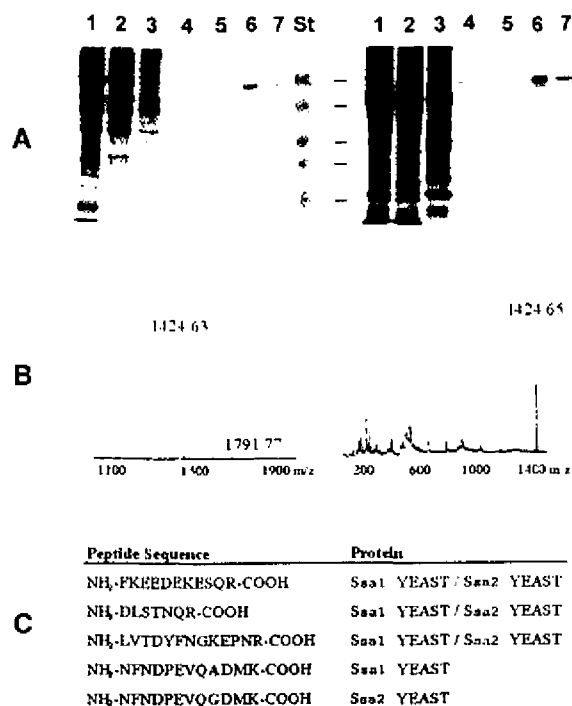 1 2 3 4 5 6 7 St 1 2 3 4 5 6 7
A
1424.63
1424.65
B
1791.77
1100 1400 1900 m/z
200 600 1000 1400 m/z
C
Peptide Sequence Protein
NH2-FKEEDEKESQR-COOH Ssa1 YEAST / Ssa2 YEAST
NH2-DLSTNQR-COOH Ssa1 YEAST / Ssa2 YEAST
NH2-LVTDYFNGKEPNR-COOH Ssa1 YEAST / Ssa2 YEAST
NH2-NFNDPEVQADMK-COOH Ssa1 YEAST
NH2-NFNDPEVQGDMK-COOH Ssa2 YEAST